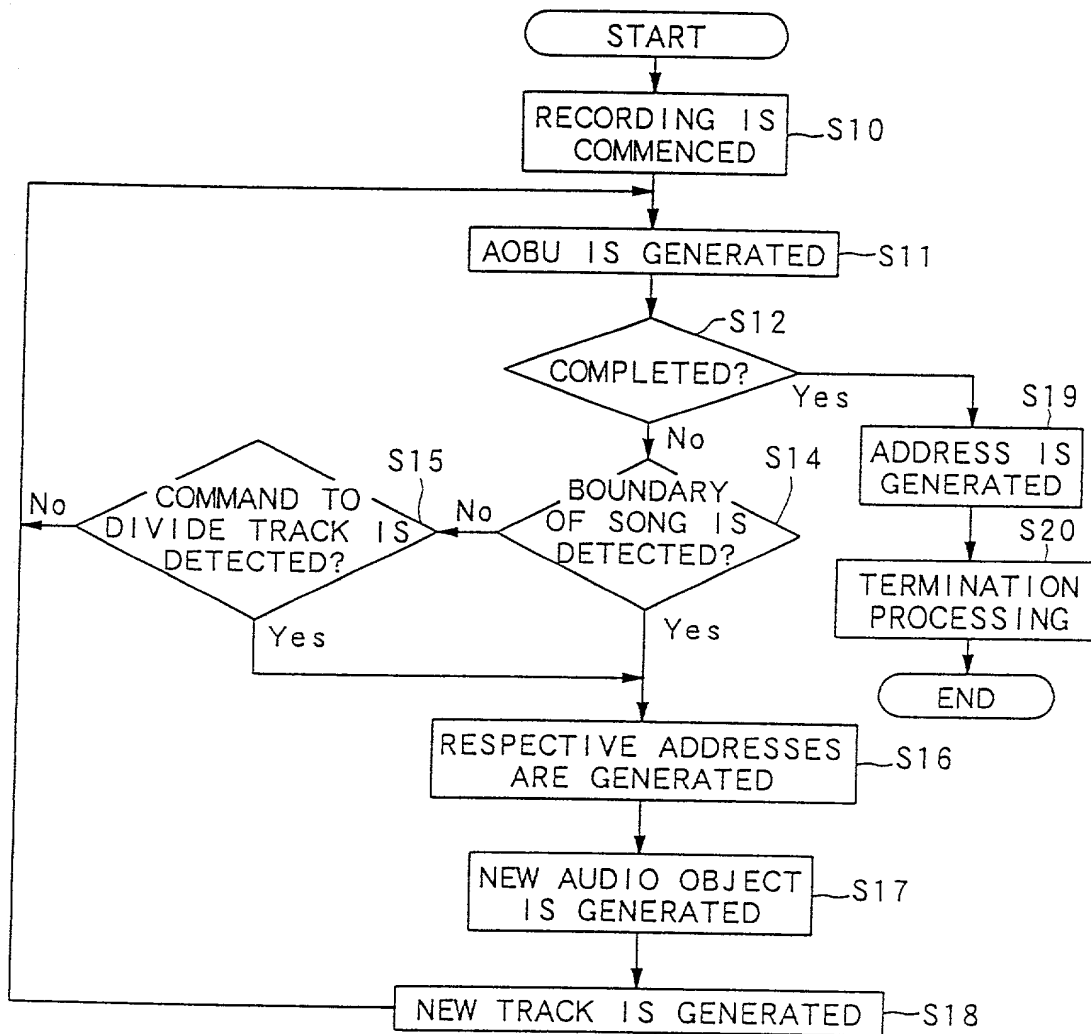 START
RECORDING IS
COMMENCED
S10
AOBU IS GENERATED
S11
S12
COMPLETED?
Yes
No
S19
ADDRESS IS
GENERATED
S20
TERMINATION
PROCESSING
END
S14
BOUNDARY
OF SONG IS
DETECTED?
No
Yes
S15
COMMAND TO
DIVIDE TRACK IS
DETECTED?
No
Yes
RESPECTIVE ADDRESSES
ARE GENERATED
S16
NEW AUDIO OBJECT
IS GENERATED
S17
NEW TRACK IS GENERATED
S18